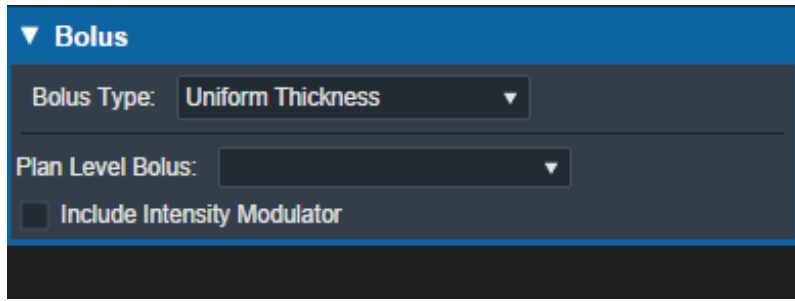 Bolus
Bolus Type: Uniform Thickness
Plan Level Bolus:
Include Intensity Modulator